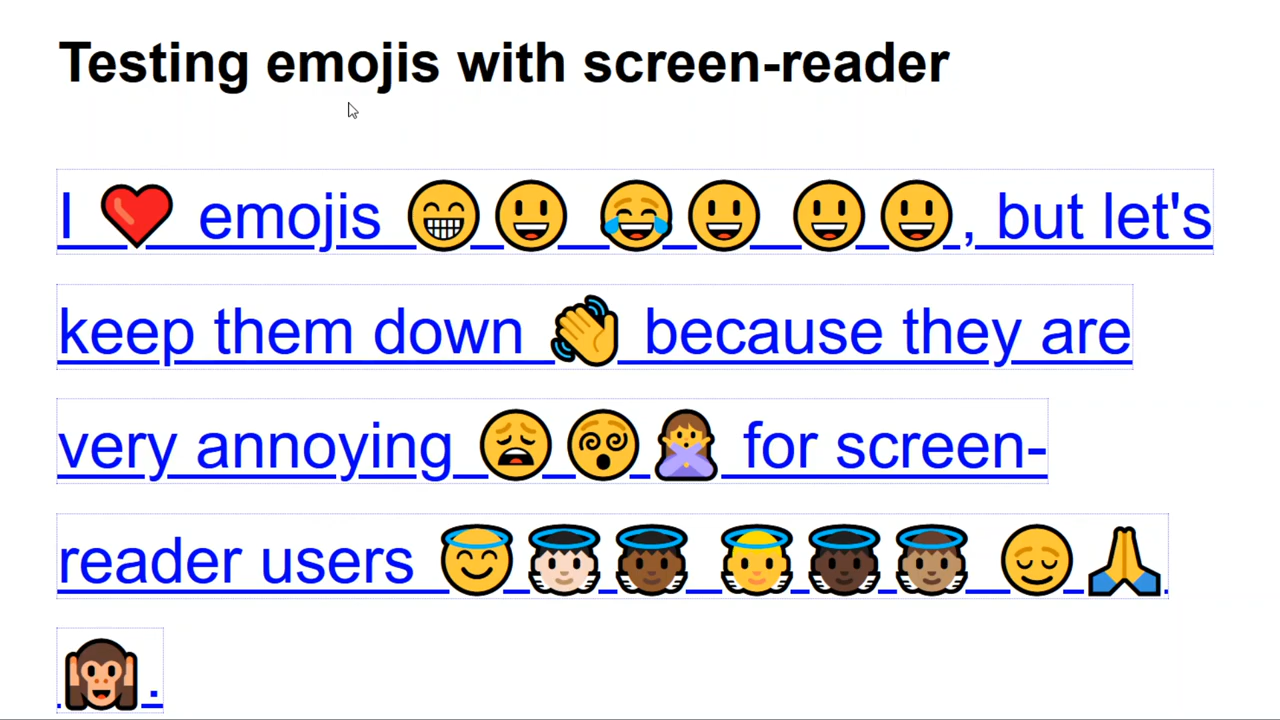 Testing emojis with screen-reader
I ❤️ emojis 😁😃 😂😃 😃😃, but let's
keep them down 👋 because they are
very annoying 😩😵‍💫🙅‍♀️ for screen-
reader users 😇👼🏻👼🏾 👼👼🏿👼🏽 😔🙏
🙉.